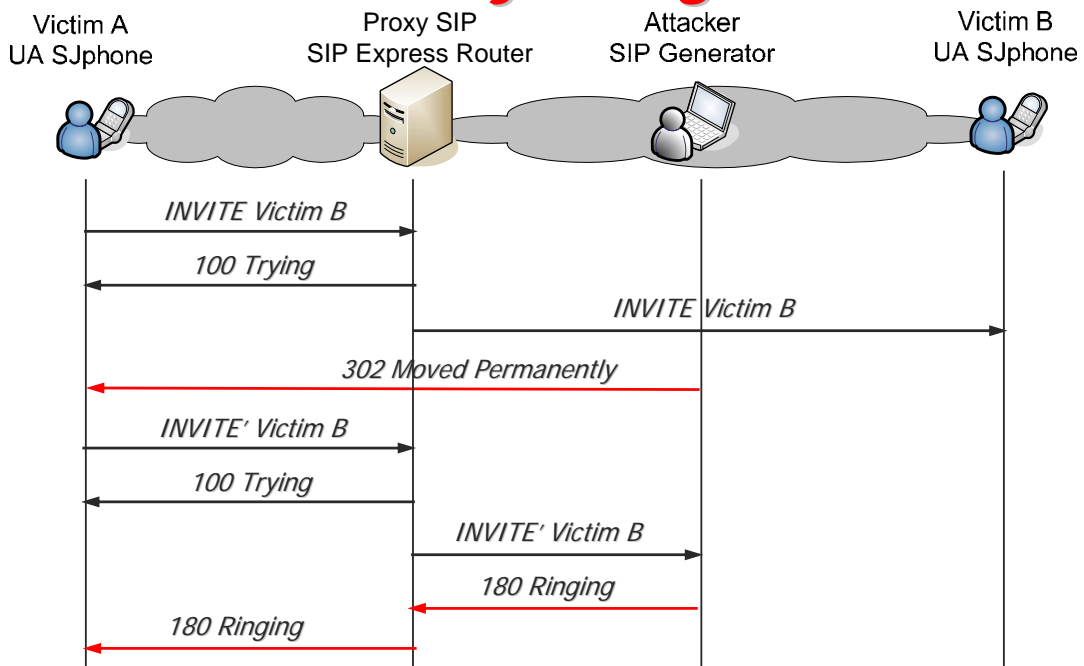 Victim A
UA SJphone
Proxy SIP
SIP Express Router
Attacker
SIP Generator
Victim B
UA SJphone
INVITE Victim B
100 Trying
INVITE Victim B
302 Moved Permanently
INVITE' Victim B
100 Trying
INVITE' Victim B
180 Ringing
180 Ringing